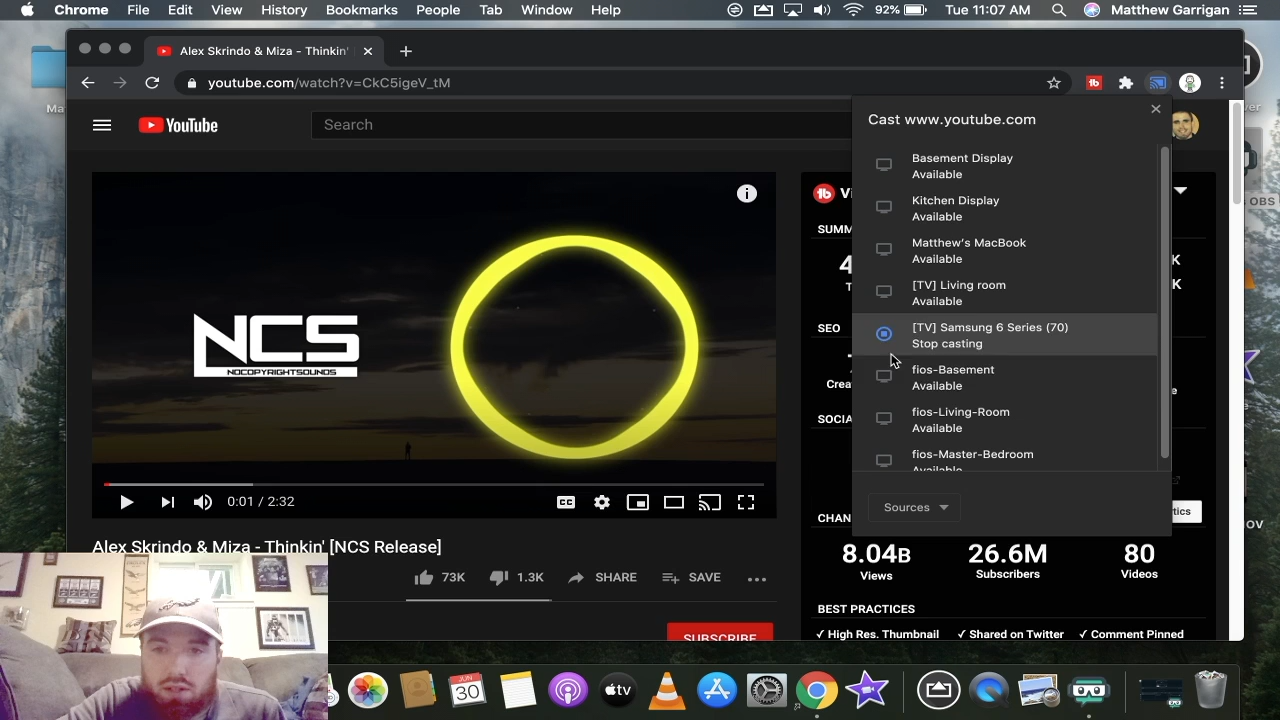 Chrome File Edit View History Bookmarks People Tab Window Help 92% Tue 11:07 AM Matthew Garrigan
Alex Skrindo & Miza - Thinkin'
youtube.com/watch?v=CkC5igeV_tM
YouTube
Search
Cast www.youtube.com
Basement Display
Available
Kitchen Display
Available
Matthew's MacBook
Available
[TV] Living room
Available
[TV] Samsung 6 Series (70)
Stop casting
fios-Basement
Available
fios-Living-Room
Available
fios-Master-Bedroom
Available
Sources
NCS
NOCOPYRIGHTSOUNDS
CC
0:01 / 2:32
SEO
8.04B
Views
26.6M
Subscribers
80
Videos
BEST PRACTICES
✓ High Res. Thumbnail ✓ Shared on Twitter ✓ Comment Pinned
Alex Skrindo & Miza - Thinkin' [NCS Release]
73K 1.3K SHARE SAVE
SUBSCRIBE
JUN
30
tv
OBS